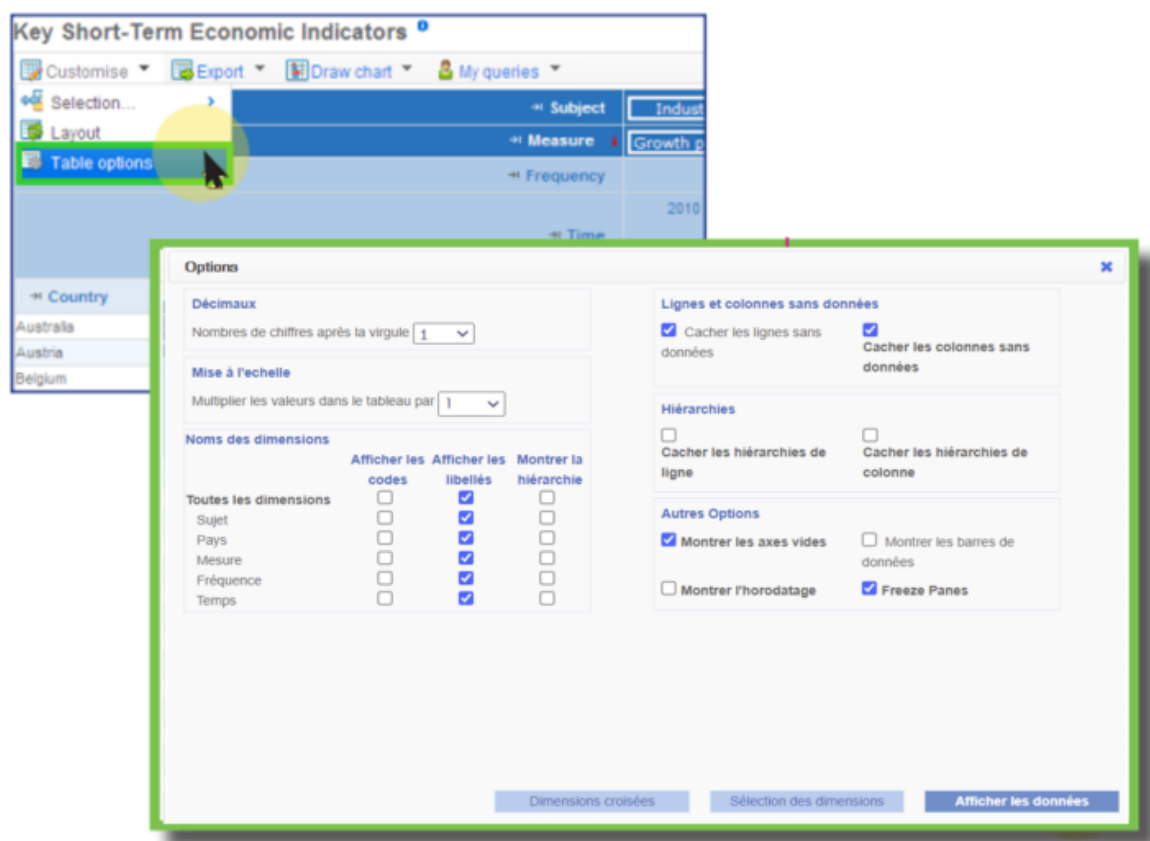 Key Short-Term Economic Indicators
Customise Export Draw chart My queries
Selection...
Layout
Table options
Subject Indust
Measure Growth p
Frequency
2010
Time
Country
Australia
Austria
Belgium
Options
Décimaux
Nombres de chiffres après la virgule 1
Mise à l'echelle
Multiplier les valeurs dans le tableau par 1
Noms des dimensions
Afficher les codes Afficher les libellés Montrer la hiérarchie
Toutes les dimensions
Sujet
Pays
Mesure
Fréquence
Temps
Lignes et colonnes sans données
Cacher les lignes sans données
Cacher les colonnes sans données
Hiérarchies
Cacher les hiérarchies de ligne
Cacher les hiérarchies de colonne
Autres Options
Montrer les axes vides
Montrer les barres de données
Montrer l'horodatage
Freeze Panes
Dimensions croisées Sélection des dimensions Afficher les données